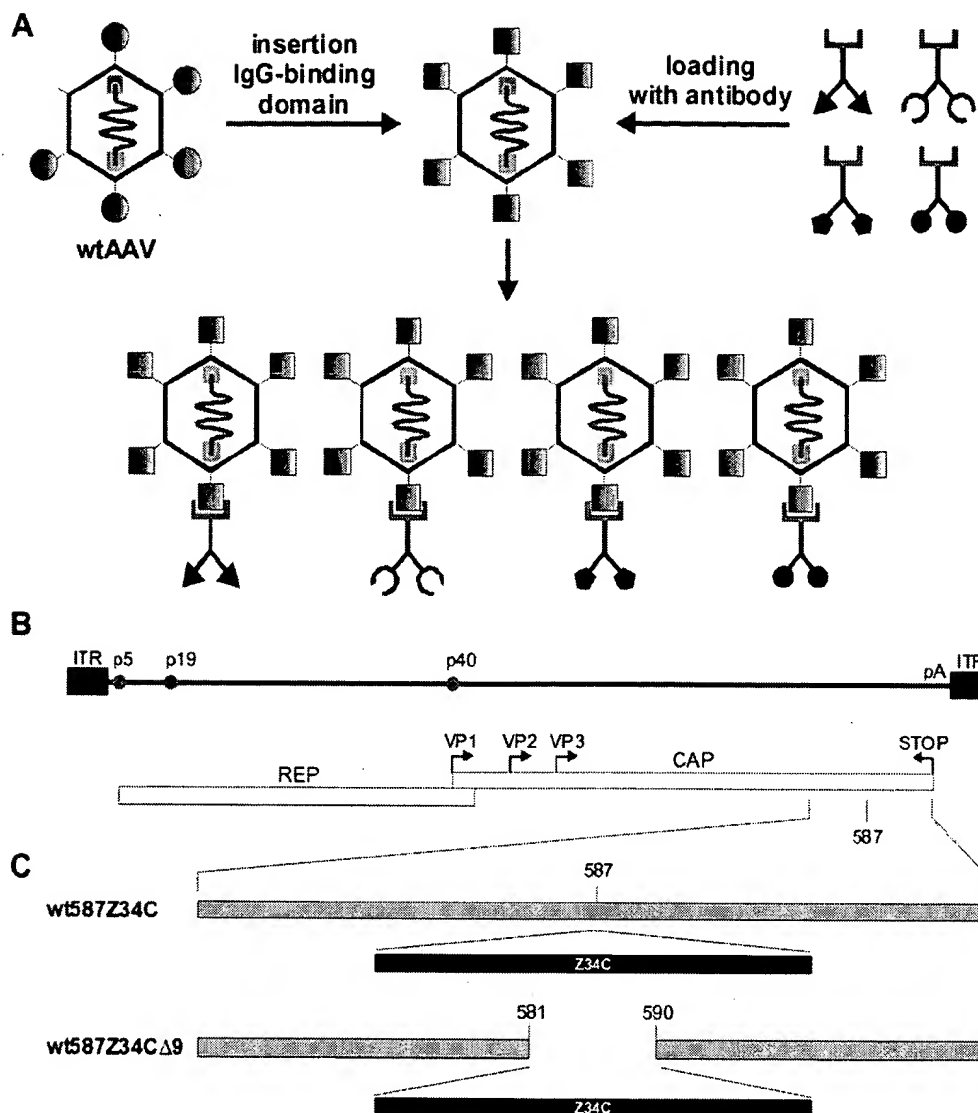 A
insertion
IgG-binding
domain
loading
with antibody
wtAAV
B
ITR
p5
p19
p40
pA
ITR
VP1
VP2
VP3
STOP
REP
CAP
587
C
587
wt587Z34C
Z34C
581
590
wt587Z34CΔ9
Z34C